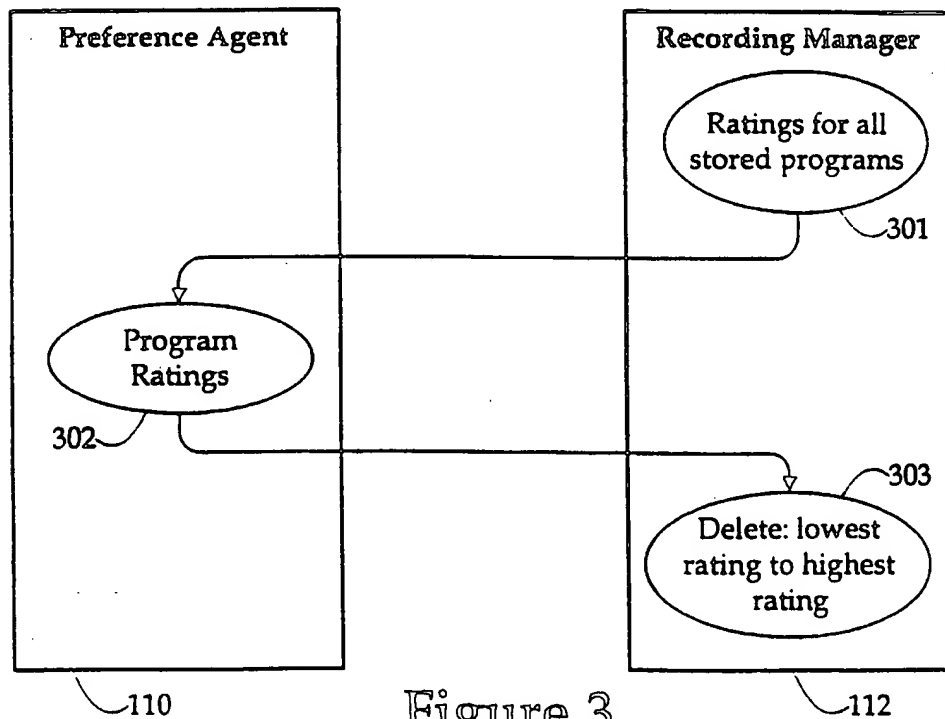 Preference Agent
Recording Manager
Ratings for all
stored programs
301
Program
Ratings
302
303
Delete: lowest
rating to highest
rating
110
Figure 3
112